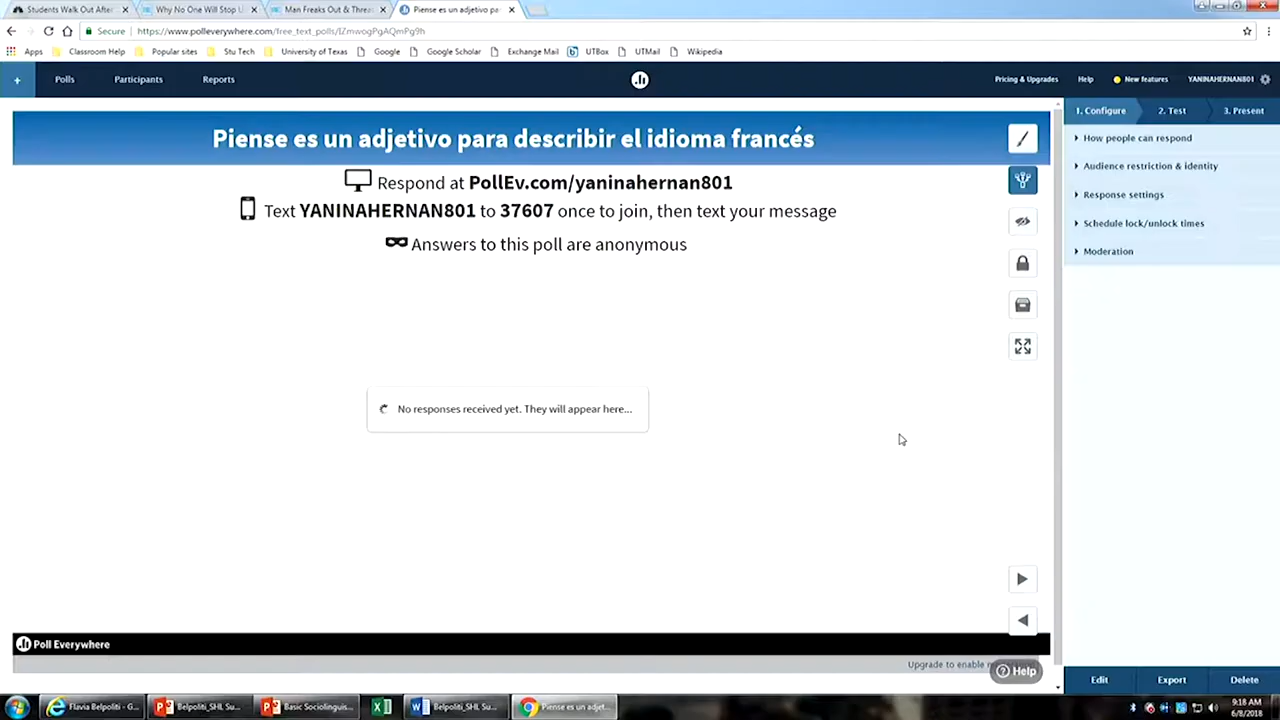 Students Walk Out After
Why No One Will Stop U
Man Freaks Out & Threa
Piense es un adjetivo pa
Secure
https://www.polleverywhere.com/free_text_polls/IZmwogPgAQmPg9h
Apps
Classroom Help
Popular sites
Stu Tech
University of Texas
Google
Google Scholar
Exchange Mail
UTBox
UTMail
Wikipedia
+
Polls
Participants
Reports
Pricing & Upgrades
Help
New features
YANINAHERNAN801
Piense es un adjetivo para describir el idioma francés
Respond at PollEv.com/yaninahernan801
Text YANINAHERNAN801 to 37607 once to join, then text your message
Answers to this poll are anonymous
1. Configure
2. Test
3. Present
How people can respond
Audience restriction & identity
Response settings
Schedule lock/unlock times
Moderation
No responses received yet. They will appear here...
Poll Everywhere
Upgrade to enable
Help
Edit
Export
Delete
Flavia Belpoliti - G...
Belpoliti_SHL Su...
Basic Sociolinguis...
Belpoliti_SHL Su...
Piense es un adjet...
9:18 AM
6/8/2018